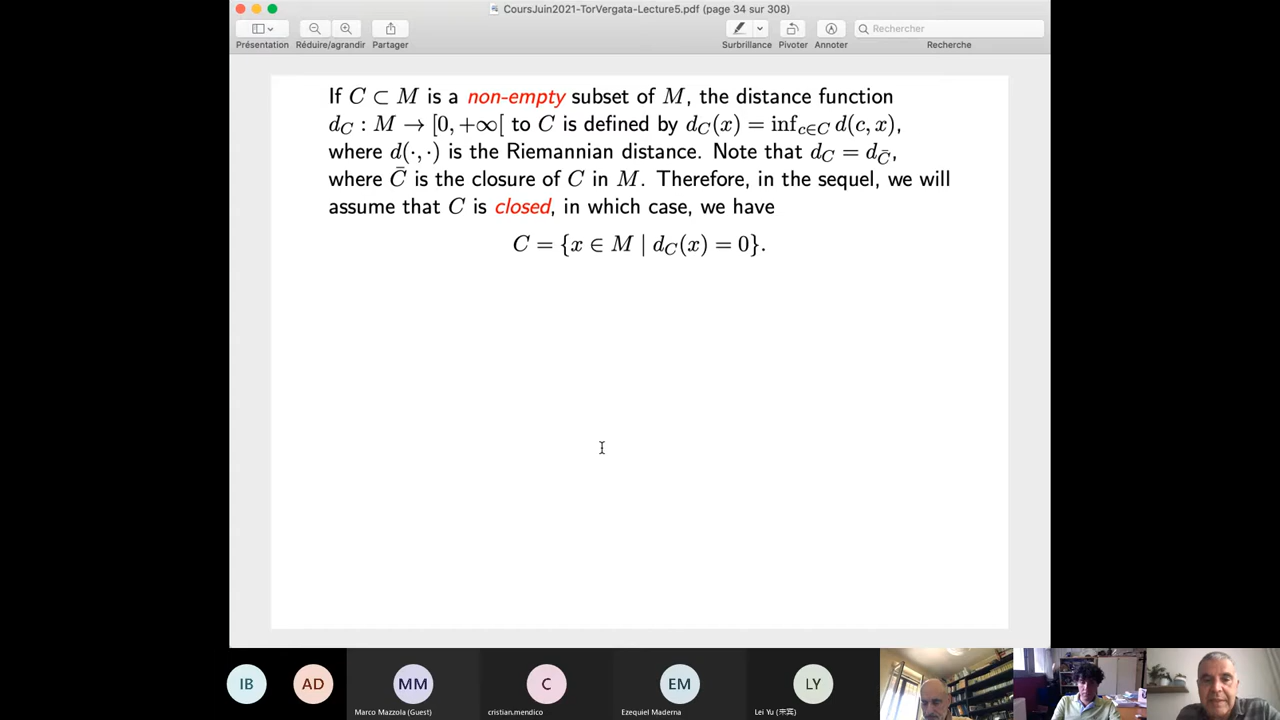 CoursJuin2021-TorVergata-Lecture5.pdf (page 34 sur 308)
Présentation Réduire/agrandir Partager Surbrillance Pivoter Annoter Rechercher Recherche
If C ⊂ M is a non-empty subset of M, the distance function
d_C : M → [0, +∞[ to C is defined by d_C(x) = inf_{c∈C} d(c, x),
where d(·, ·) is the Riemannian distance. Note that d_C = d_{C̄},
where C̄ is the closure of C in M. Therefore, in the sequel, we will
assume that C is closed, in which case, we have
C = {x ∈ M | d_C(x) = 0}.
IB AD MM C EM LY
Marco Mazzola (Guest) cristian.mendico Ezequiel Maderna Lei Yu (宋宾)